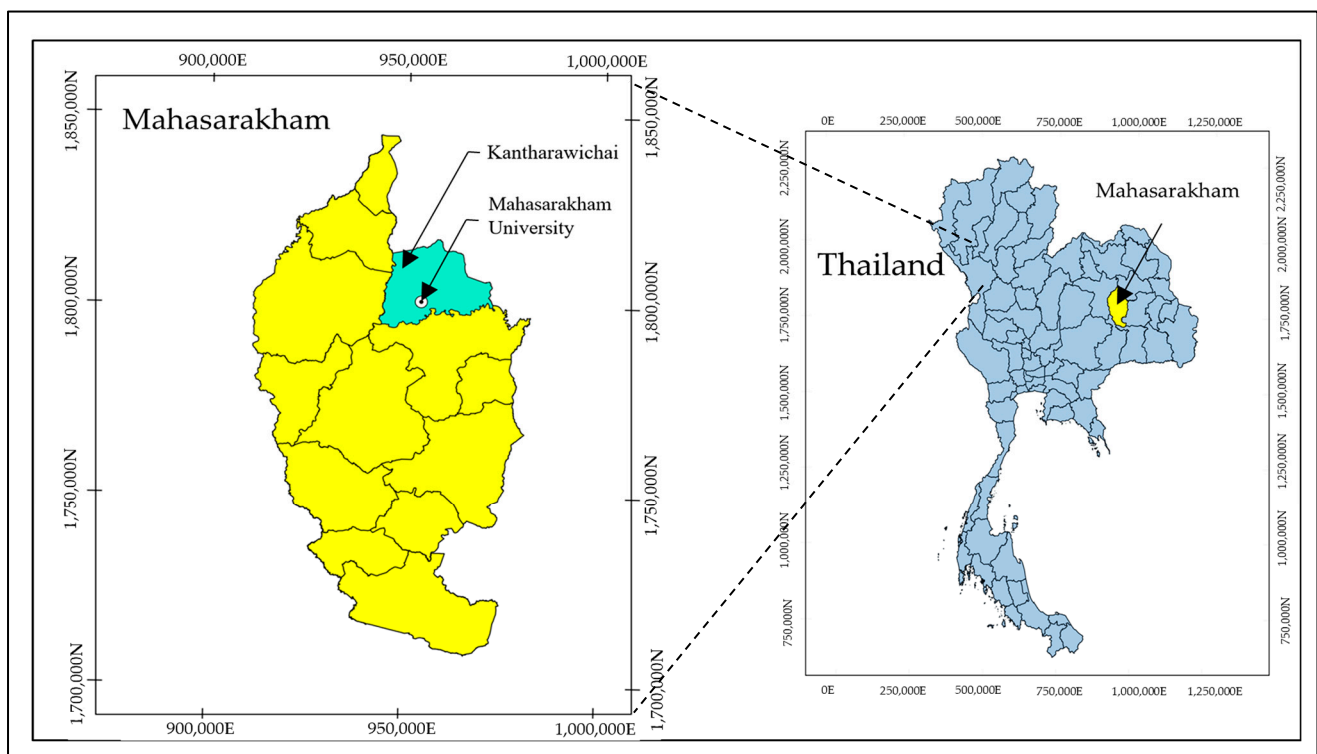 900,000E
950,000E
1,000,000E
1,850,000N
1,800,000N
1,750,000N
1,700,000N
Mahasarakham
Kantharawichai
Mahasarakham
University
1,850,000N
1,800,000N
1,750,000N
1,700,000N
900,000E
950,000E
1,000,000E
0E
250,000E
500,000E
750,000E
1,000,000E
1,250,000E
2,250,000N
2,000,000N
1,750,000N
1,500,000N
1,250,000N
1,000,000N
750,000N
Thailand
Mahasarakham
2,250,000N
2,000,000N
1,750,000N
1,500,000N
1,250,000N
1,000,000N
750,000N
0E
250,000E
500,000E
750,000E
1,000,000E
1,250,000E